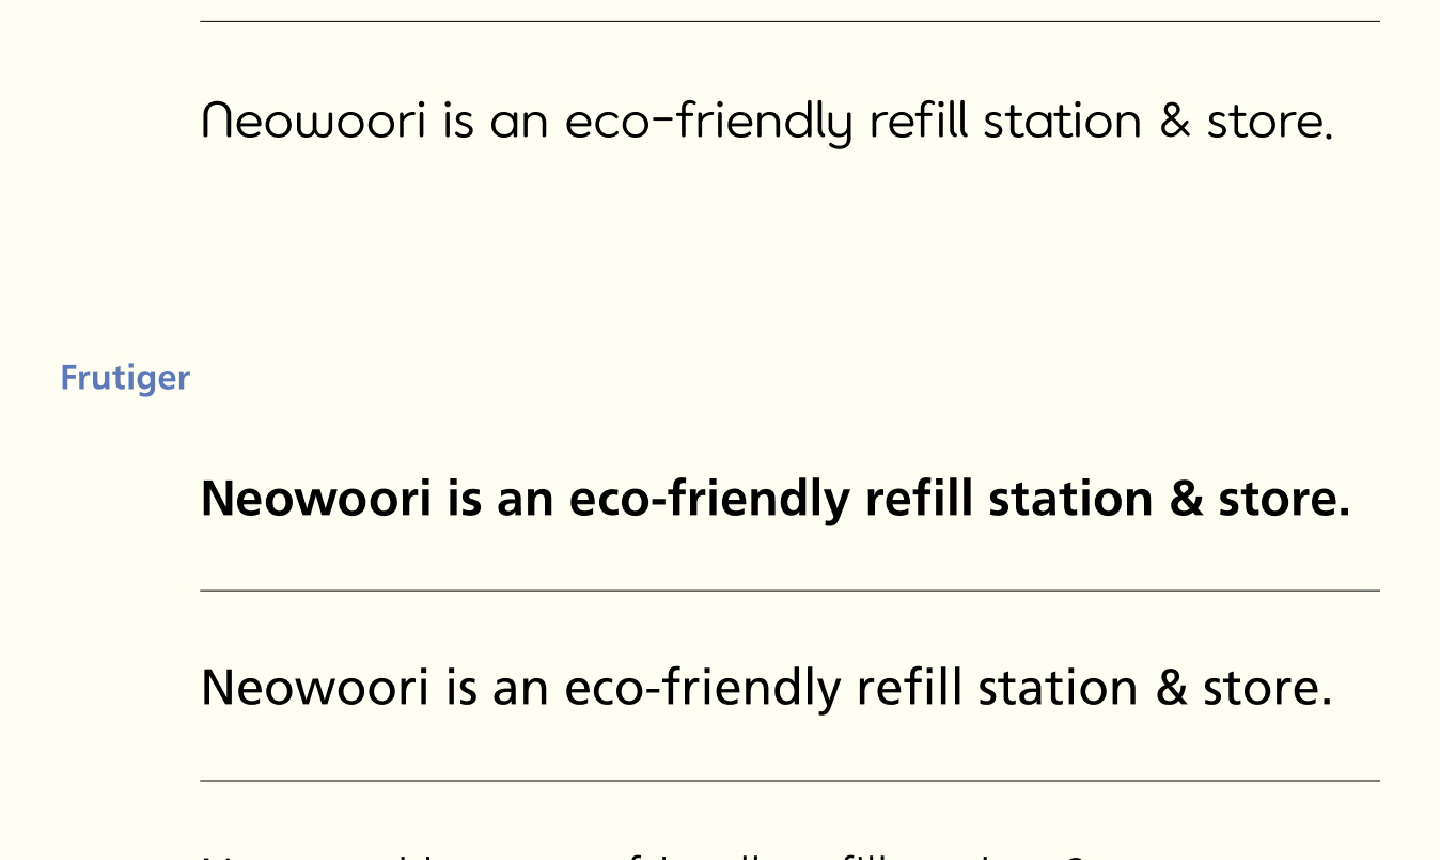 Neowoori is an eco-friendly refill station & store.
Frutiger
Neowoori is an eco-friendly refill station & store.
Neowoori is an eco-friendly refill station & store.